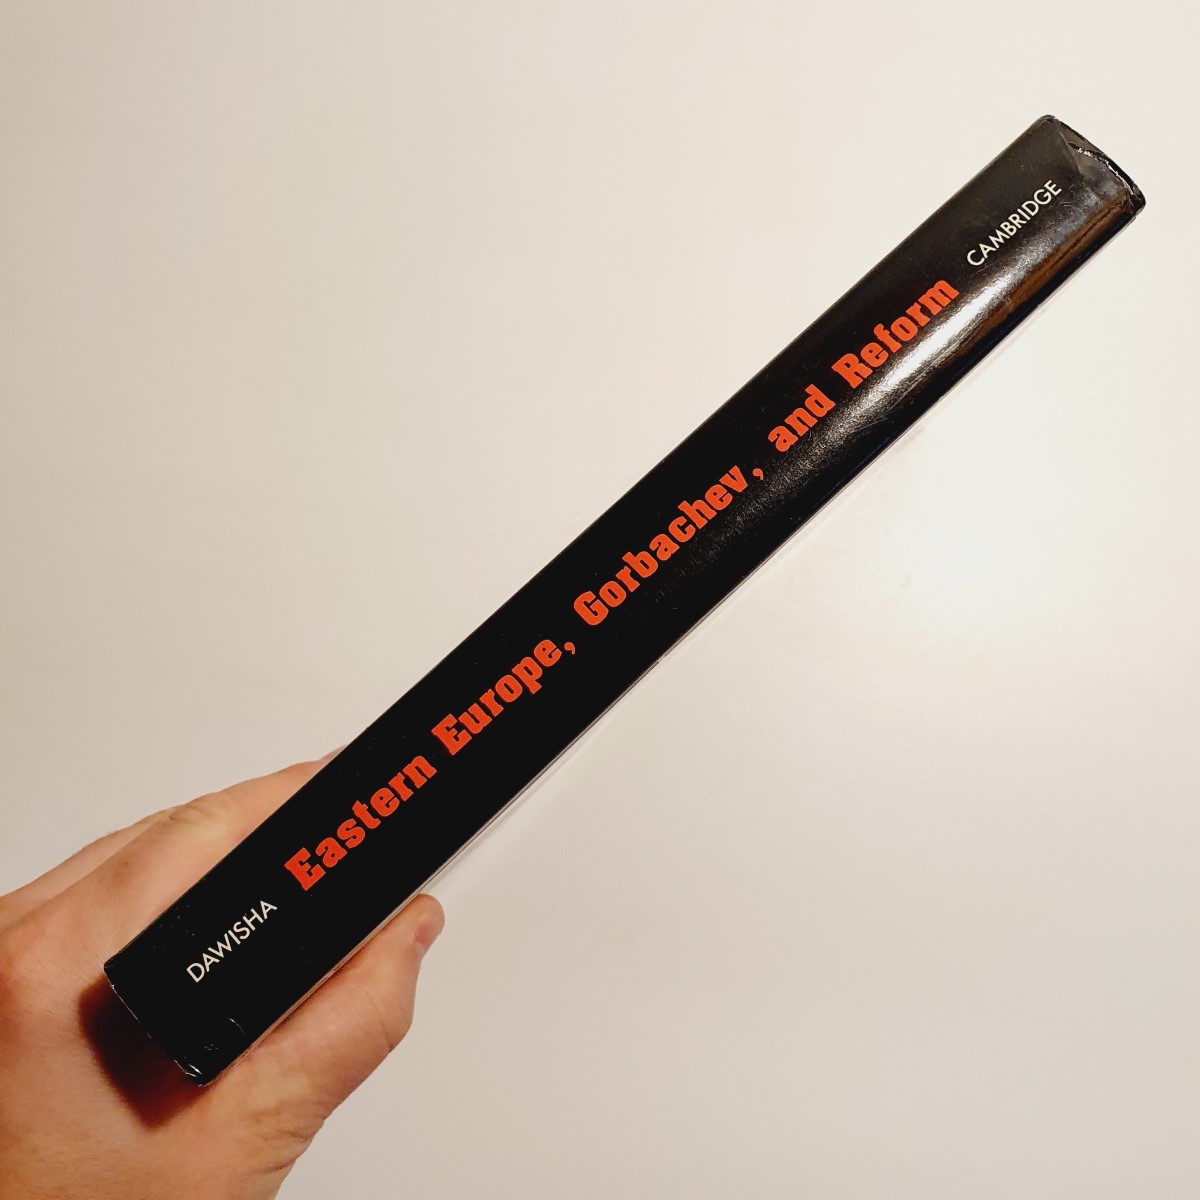 DAWISHA
Eastern Europe, Gorbachev, and Reform
CAMBRIDGE